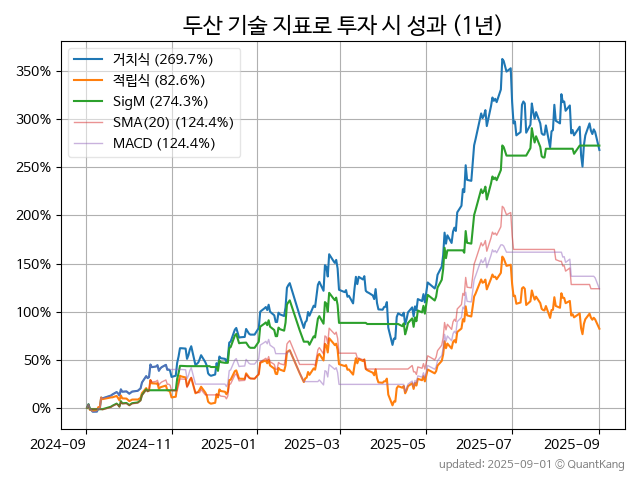 두산 기술 지표로 투자 시 성과 (1년)
거치식 (269.7%)
적립식 (82.6%)
SigM (274.3%)
SMA(20) (124.4%)
MACD (124.4%)
350%
300%
250%
200%
150%
100%
50%
0%
2024-09 2024-11 2025-01 2025-03 2025-05 2025-07 2025-09
updated: 2025-09-01 © QuantKang